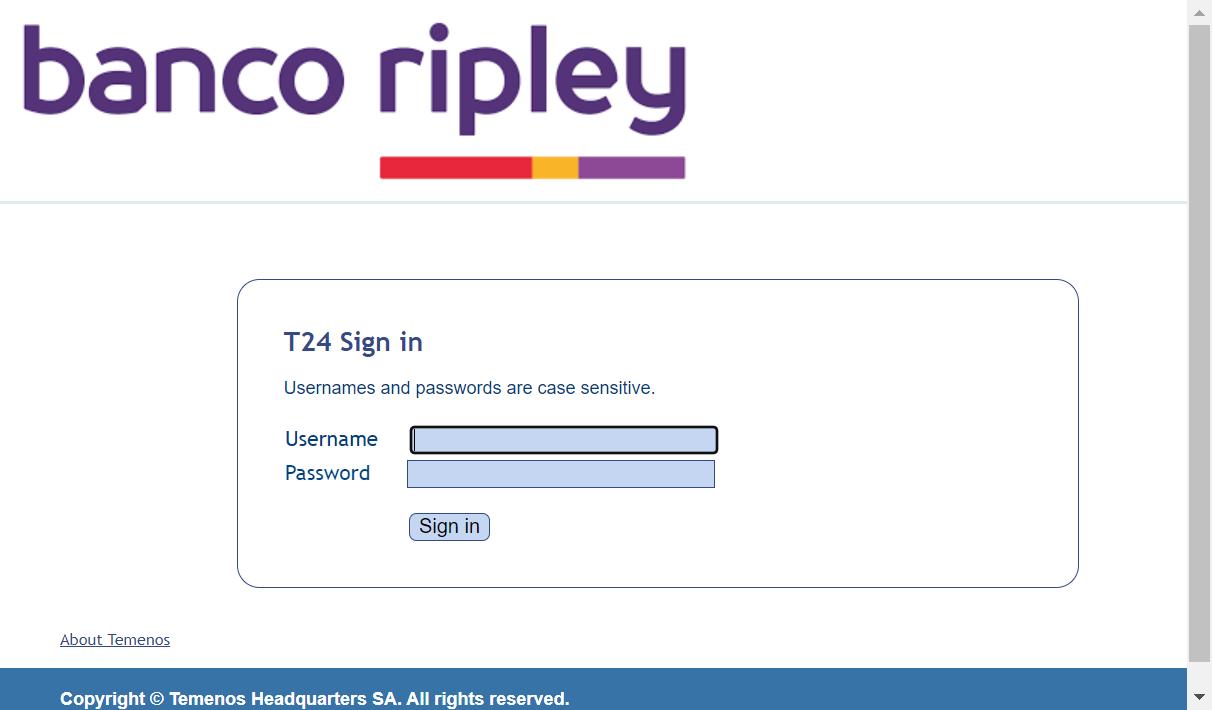 banco ripley
T24 Sign in
Usernames and passwords are case sensitive.
Username
Password
Sign in
About Temenos
Copyright © Temenos Headquarters SA. All rights reserved.